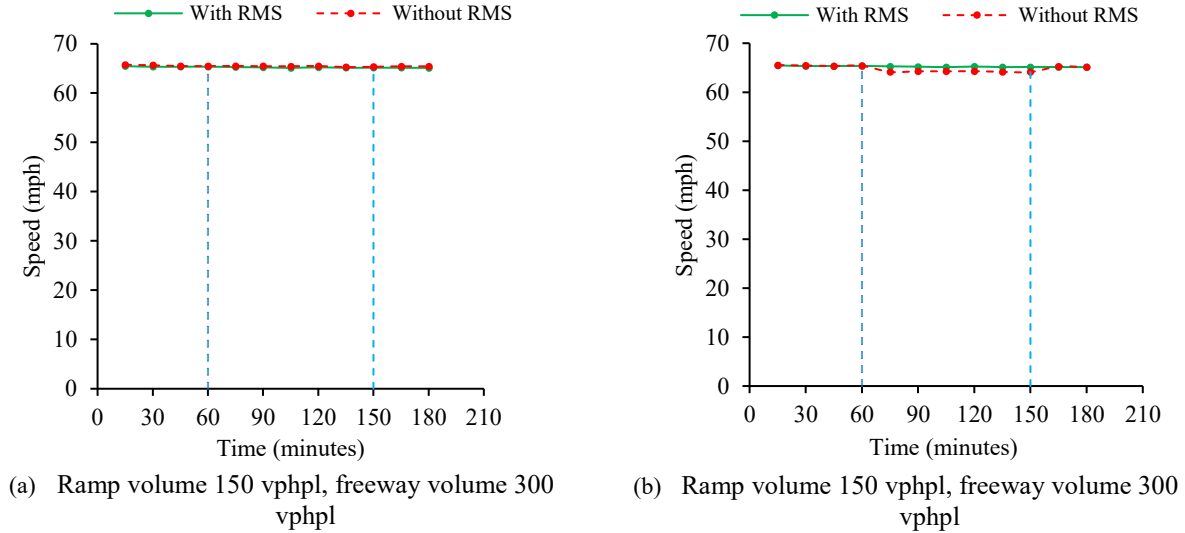 With RMS Without RMS
70
60
50
40
30
20
10
0
Speed (mph)
0 30 60 90 120 150 180 210
Time (minutes)
(a) Ramp volume 150 vphpl, freeway volume 300
vphpl
With RMS Without RMS
70
60
50
40
30
20
10
0
Speed (mph)
0 30 60 90 120 150 180 210
Time (minutes)
(b) Ramp volume 150 vphpl, freeway volume 300
vphpl